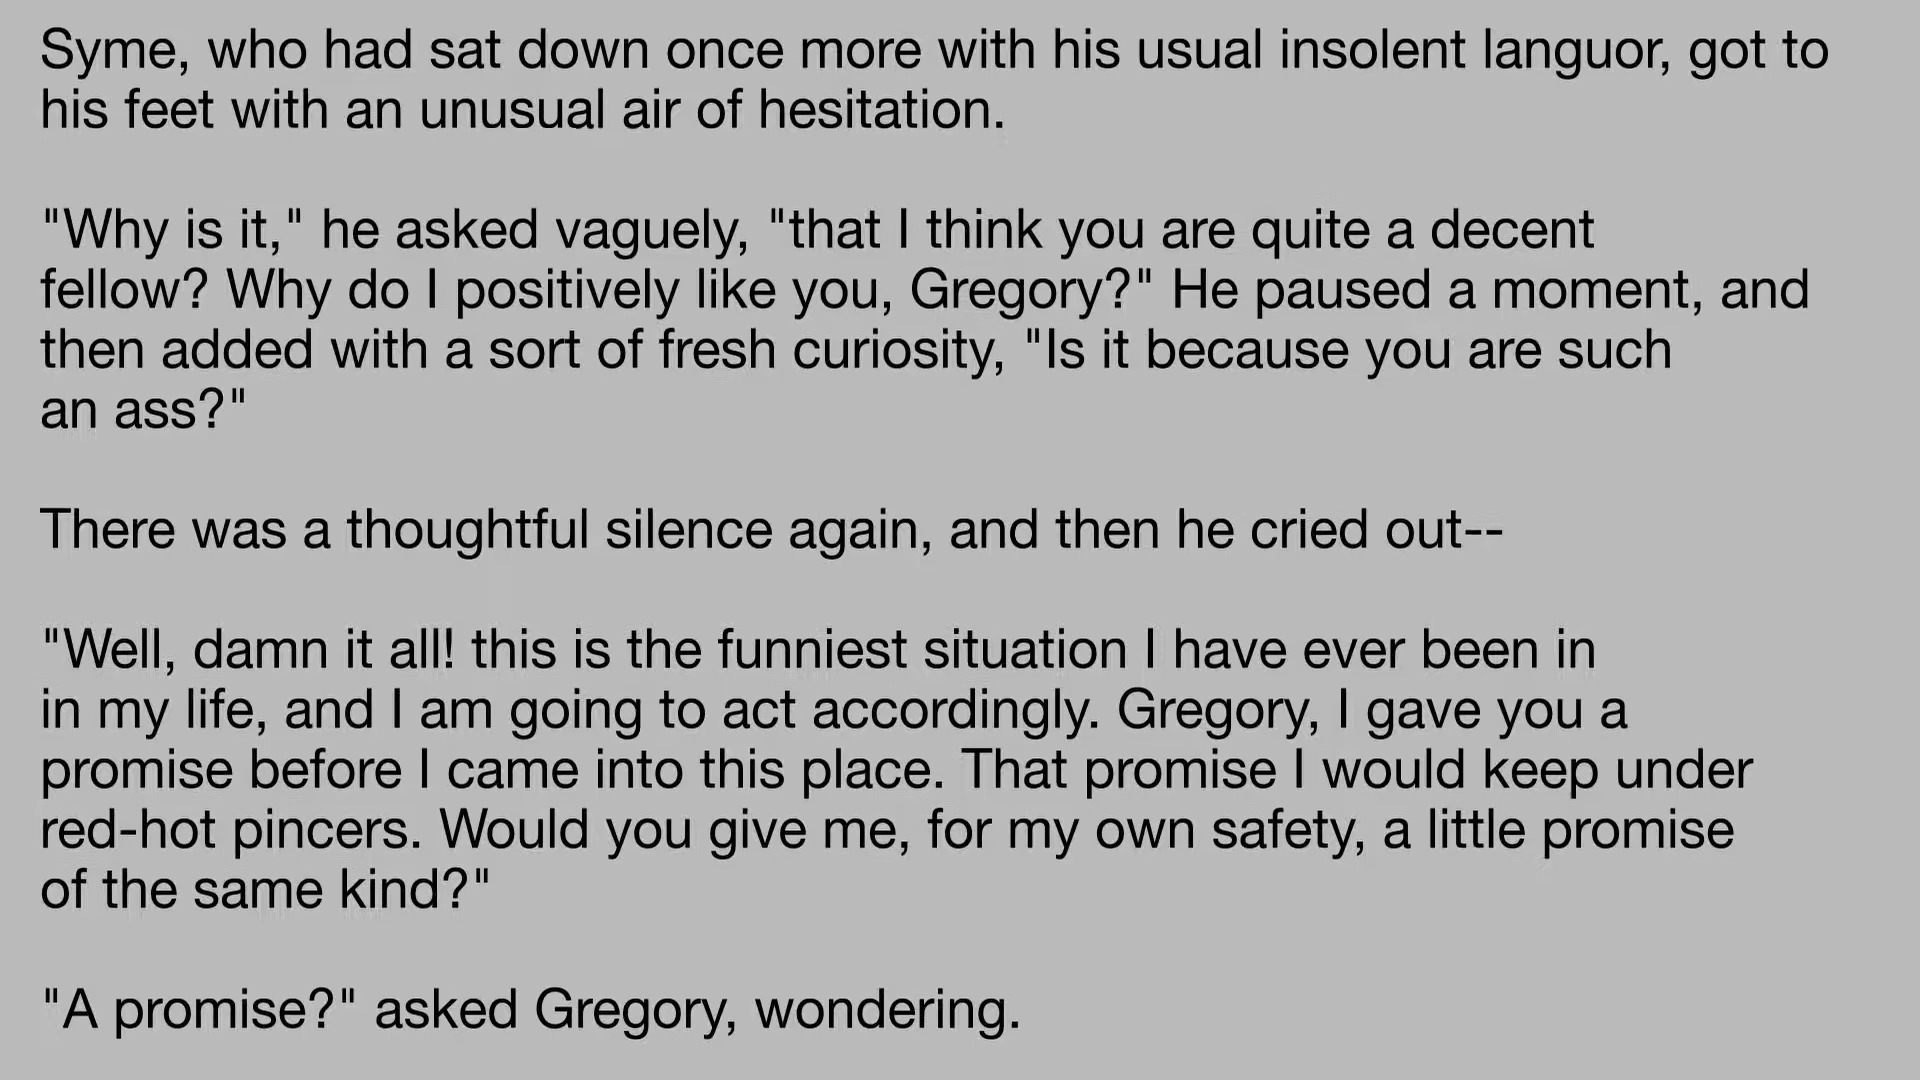 Syme, who had sat down once more with his usual insolent languor, got to
his feet with an unusual air of hesitation.
"Why is it," he asked vaguely, "that I think you are quite a decent
fellow? Why do I positively like you, Gregory?" He paused a moment, and
then added with a sort of fresh curiosity, "Is it because you are such
an ass?"
There was a thoughtful silence again, and then he cried out--
"Well, damn it all! this is the funniest situation I have ever been in
in my life, and I am going to act accordingly. Gregory, I gave you a
promise before I came into this place. That promise I would keep under
red-hot pincers. Would you give me, for my own safety, a little promise
of the same kind?"
"A promise?" asked Gregory, wondering.